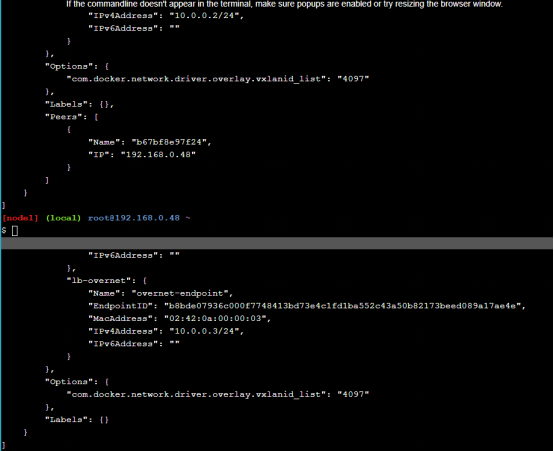 If the commandline doesn't appear in the terminal, make sure popups are enabled or try resizing the browser window.
"IPv4Address": "10.0.0.2/24",
"IPv6Address": ""
}
},
"Options": {
"com.docker.network.driver.overlay.vxlanid_list": "4097"
},
"Labels": {},
"Peers": [
{
"Name": "b67bf8e97f24",
"IP": "192.168.0.48"
}
]
}
]
[node1] (local) root@192.168.0.48 ~
$
"IPv6Address": ""
},
"lb-overnet": {
"Name": "overnet-endpoint",
"EndpointID": "b8bde07936c000f7748413bd73e4c1fd1ba552c43a50b82173beed089a17ae4e",
"MacAddress": "02:42:0a:00:00:03",
"IPv4Address": "10.0.0.3/24",
"IPv6Address": ""
}
},
"Options": {
"com.docker.network.driver.overlay.vxlanid_list": "4097"
},
"Labels": {}
}
]